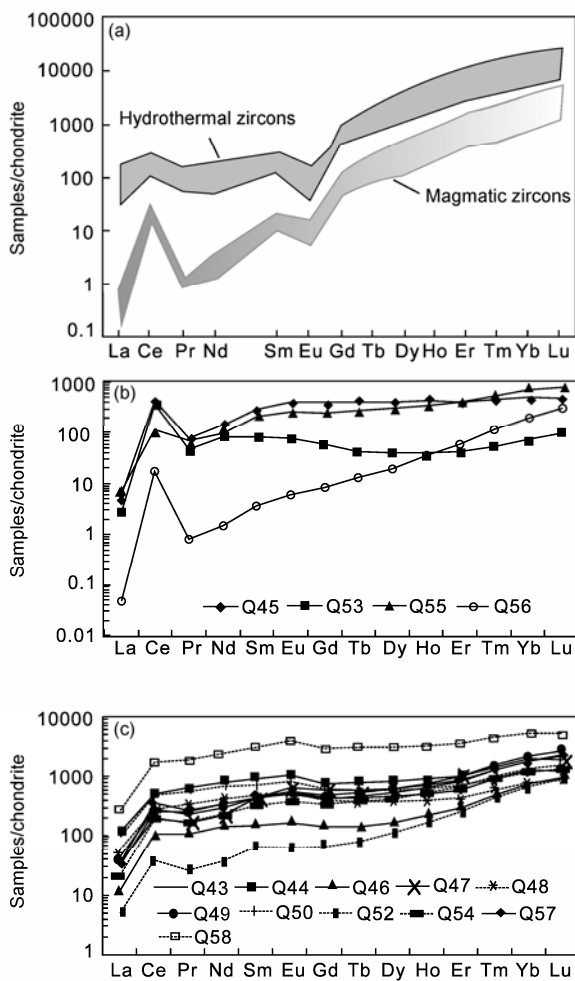 (a)
Samples/chondrite
100000
10000
1000
100
10
1
0.1
Hydrothermal zircons
Magmatic zircons
La Ce Pr Nd Sm Eu Gd Tb Dy Ho Er Tm Yb Lu
(b)
Samples/chondrite
1000
100
10
1
0.1
0.01
Q45 Q53 Q55 Q56
La Ce Pr Nd Sm Eu Gd Tb Dy Ho Er Tm Yb Lu
(c)
Samples/chondrite
10000
1000
100
10
1
Q43 Q44 Q46 Q47 Q48
Q49 Q50 Q52 Q54 Q57
Q58
La Ce Pr Nd Sm Eu Gd Tb Dy Ho Er Tm Yb Lu